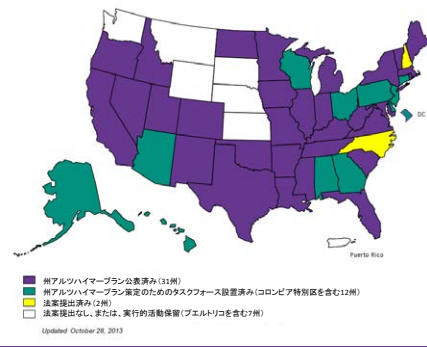 DC
Puerto Rico
州アルツハイマープラン公表済み(31州)
州アルツハイマープラン策定のためのタスクフォース設置済み(コロンビア特別区を含む12州)
法案提出済み(2州)
法案提出なし、または、実行的活動保留(プエルトリコを含む7州)
Updated October 28, 2013